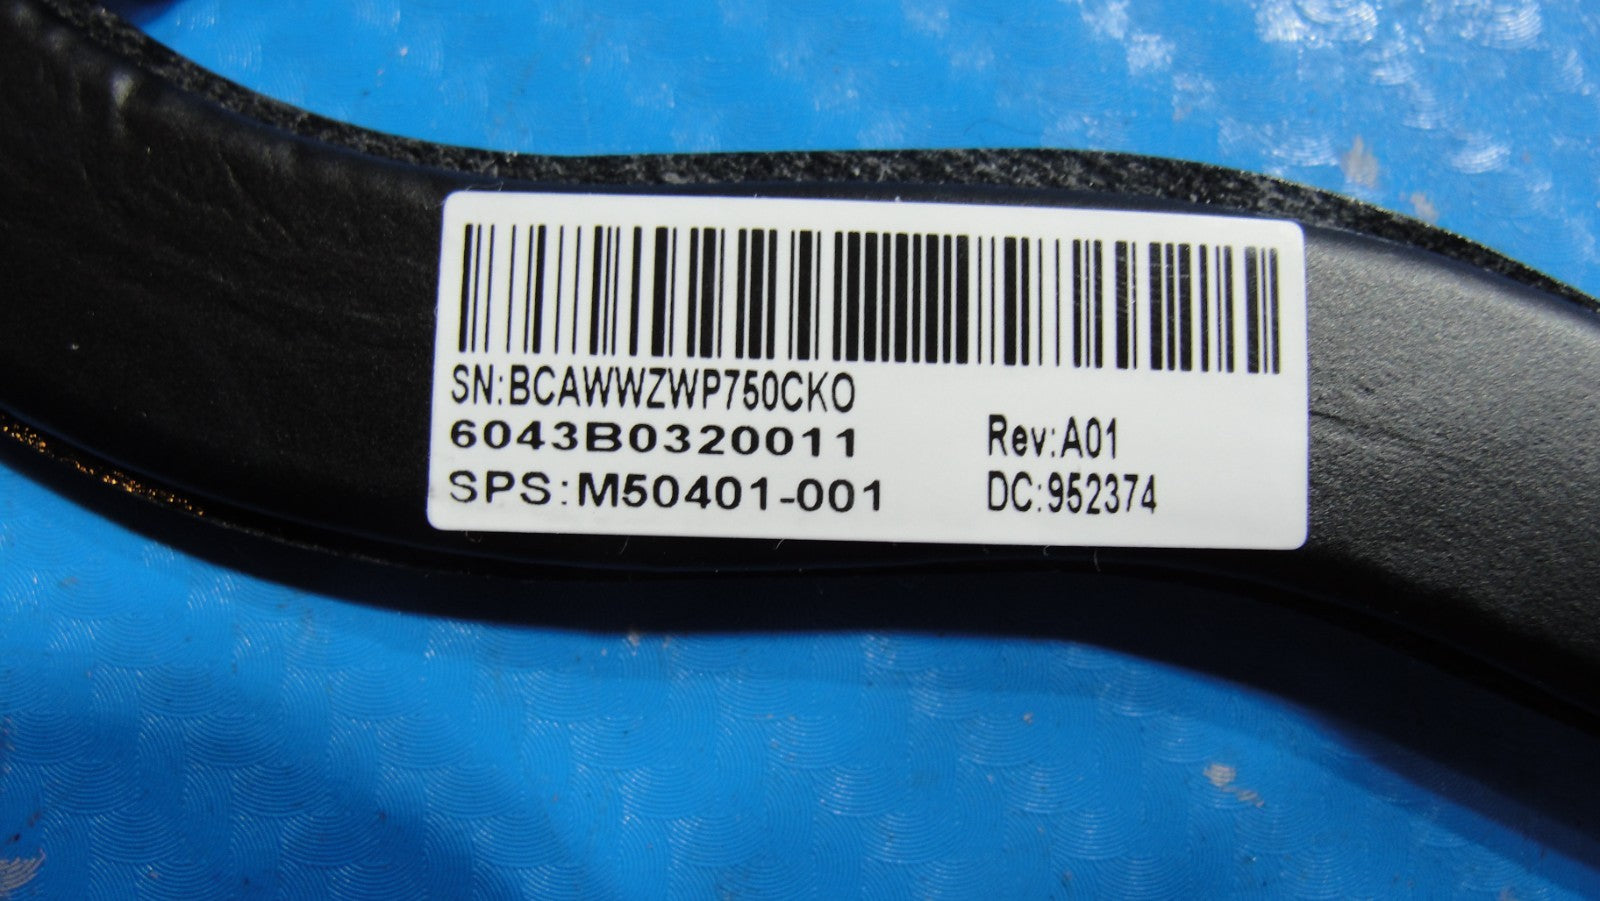 SN:BCAWWZWP750CKO
6043B0320011 Rev:A01
SPS:M50401-001 DC:952374